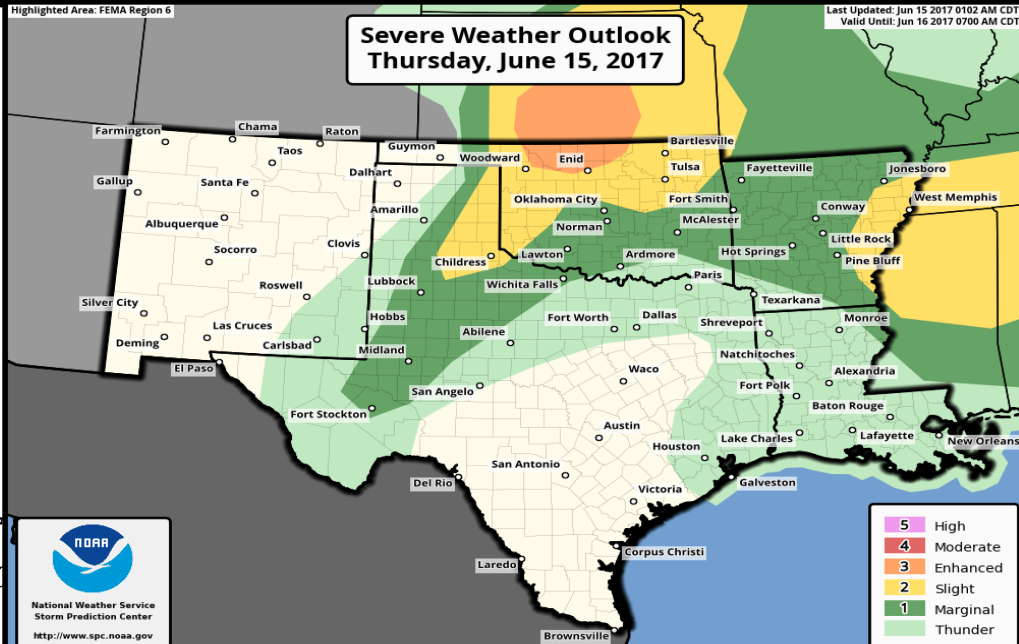 Highlighted Area: FEMA Region 6
Last Updated: Jun 15 2017 0102 AM CDT
Valid Until: Jun 16 2017 0700 AM CDT
Severe Weather Outlook
Thursday, June 15, 2017
Farmington
Chama
Raton
Taos
Guymon
Woodward
Enid
Bartlesville
Tulsa
Gallup
Santa Fe
Dalhart
Fayetteville
Jonesboro
Albuquerque
Amarillo
Oklahoma City
Fort Smith
West Memphis
Norman
McAlester
Conway
Socorro
Clovis
Childress
Lawton
Ardmore
Hot Springs
Little Rock
Pine Bluff
Roswell
Lubbock
Wichita Falls
Paris
Texarkana
Silver City
Las Cruces
Hobbs
Abilene
Fort Worth
Dallas
Shreveport
Monroe
Deming
Carlsbad
Midland
Natchitoches
El Paso
San Angelo
Waco
Fort Polk
Alexandria
Fort Stockton
Baton Rouge
Austin
Houston
Lake Charles
Lafayette
New Orleans
San Antonio
Del Rio
Victoria
Galveston
Corpus Christi
Laredo
Brownsville
NOAA
National Weather Service
Storm Prediction Center
http://www.spc.noaa.gov
5 High
4 Moderate
3 Enhanced
2 Slight
1 Marginal
Thunder